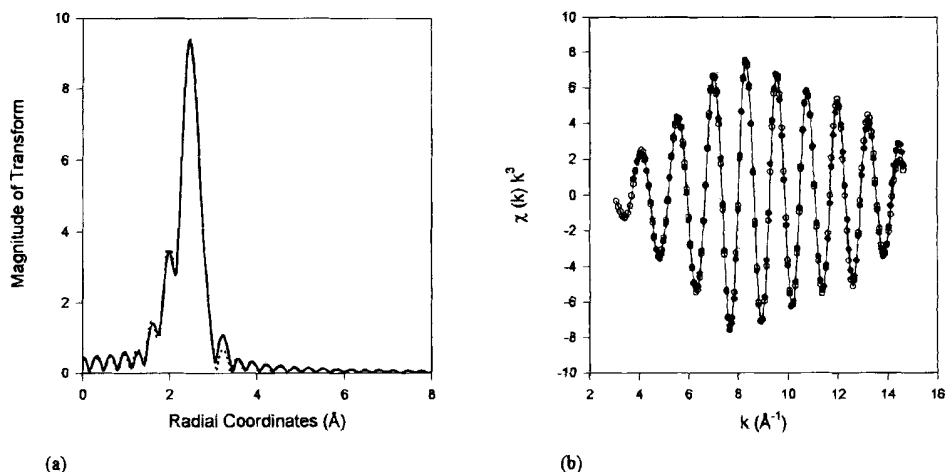 10
8
6
4
2
0
Magnitude of Transform
0 2 4 6 8
Radial Coordinates (Å)
(a)
10
8
6
4
2
0
-2
-4
-6
-8
-10
χ (k) k³
2 4 6 8 10 12 14 16
k (Å⁻¹)
(b)